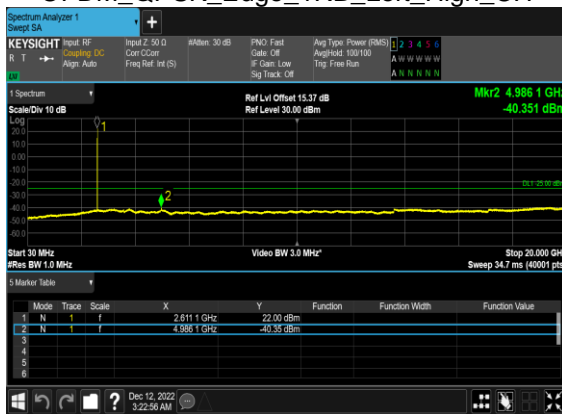 Spectrum Analyzer 1
Swept SA
+
KEYSIGHT Input: RF Input Z: 50 Ω #Atten: 30 dB PNO: Fast Avg Type: Power (RMS) 1 2 3 4 5 6
R T Coupling: DC Corr CCorr Gate: Off Avg|Hold: 100/100 A W W W W W
Align: Auto Freq Ref: Int (S) IF Gain: Low Trig: Free Run
LU Sig Track: Off A N N N N N
1 Spectrum Ref Lvl Offset 15.37 dB Mkr2 4.986 1 GHz
Scale/Div 10 dB Ref Level 30.00 dBm -40.351 dBm
Log
20.0
10.0
0.00
-10.0
-20.0
-30.0
-40.0
-50.0
-60.0
1
2
DL1 -25.00 dBm
Start 30 MHz Video BW 3.0 MHz* Stop 20.000 GHz
#Res BW 1.0 MHz Sweep 34.7 ms (40001 pts)
5 Marker Table
Mode Trace Scale X Y Function Function Width Function Value
1 N 1 f 2.611 1 GHz 22.00 dBm
2 N 1 f 4.986 1 GHz -40.35 dBm
3
4
5
6
? Dec 12, 2022
3:22:56 AM